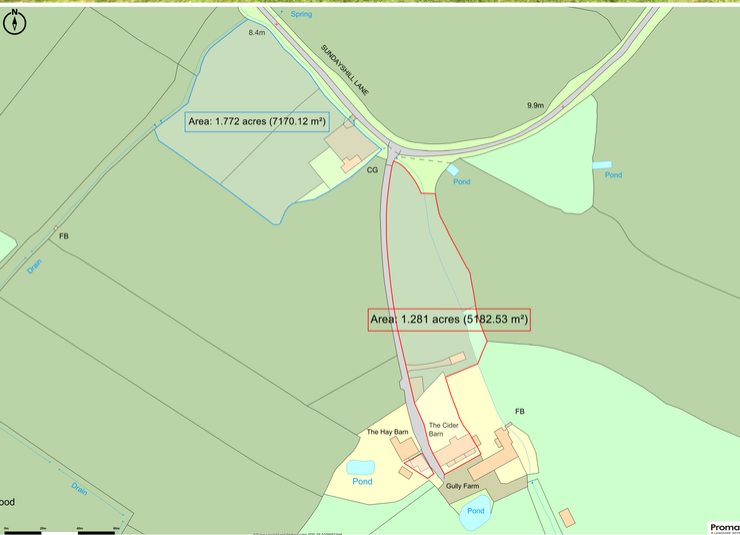 N
Spring
8.4m
SUNDAYSHILL LANE
9.9m
Area: 1.772 acres (7170.12 m²)
CG
Pond
Pond
FB
Drain
Area: 1.281 acres (5182.53 m²)
FB
The Cider
Barn
The Hay Barn
Pond
Gully Farm
Drain
Pond
ood
Proma